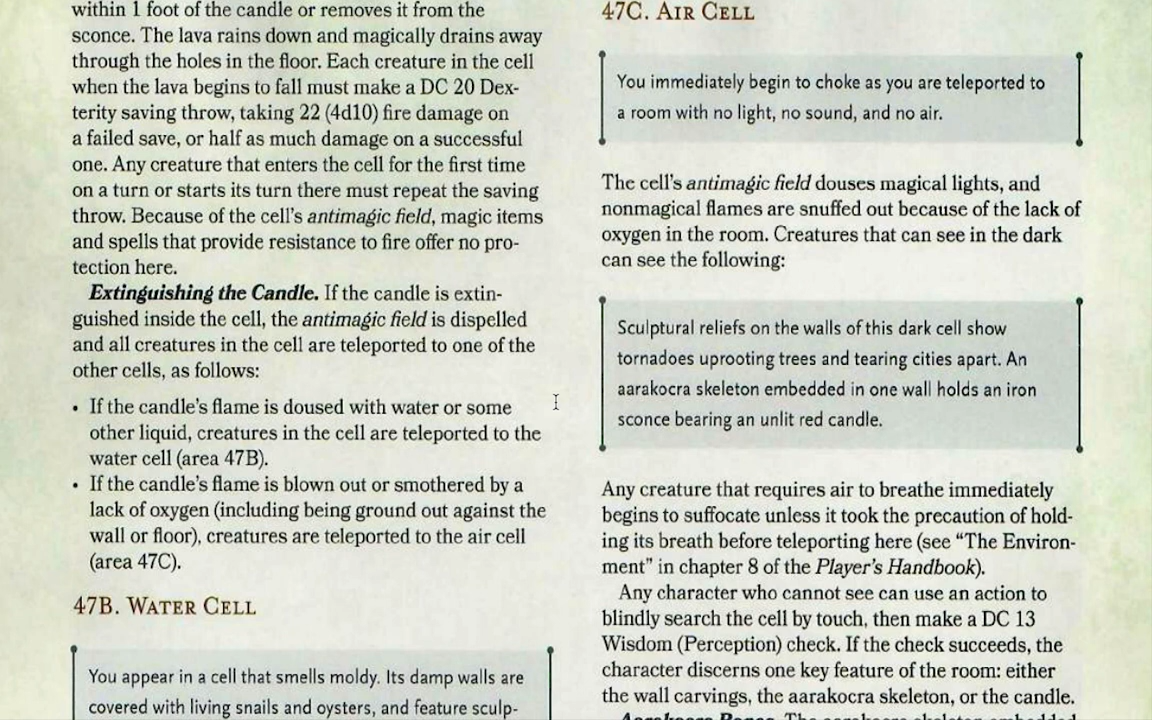 within 1 foot of the candle or removes it from the
sconce. The lava rains down and magically drains away
through the holes in the floor. Each creature in the cell
when the lava begins to fall must make a DC 20 Dex-
terity saving throw, taking 22 (4d10) fire damage on
a failed save, or half as much damage on a successful
one. Any creature that enters the cell for the first time
on a turn or starts its turn there must repeat the saving
throw. Because of the cell's antimagic field, magic items
and spells that provide resistance to fire offer no pro-
tection here.
Extinguishing the Candle. If the candle is extin-
guished inside the cell, the antimagic field is dispelled
and all creatures in the cell are teleported to one of the
other cells, as follows:
• If the candle's flame is doused with water or some
other liquid, creatures in the cell are teleported to the
water cell (area 47B).
• If the candle's flame is blown out or smothered by a
lack of oxygen (including being ground out against the
wall or floor), creatures are teleported to the air cell
(area 47C).
47B. Water Cell
You appear in a cell that smells moldy. Its damp walls are
covered with living snails and oysters, and feature sculp-
47C. Air Cell
You immediately begin to choke as you are teleported to
a room with no light, no sound, and no air.
The cell's antimagic field douses magical lights, and
nonmagical flames are snuffed out because of the lack of
oxygen in the room. Creatures that can see in the dark
can see the following:
Sculptural reliefs on the walls of this dark cell show
tornadoes uprooting trees and tearing cities apart. An
aarakocra skeleton embedded in one wall holds an iron
sconce bearing an unlit red candle.
Any creature that requires air to breathe immediately
begins to suffocate unless it took the precaution of hold-
ing its breath before teleporting here (see “The Environ-
ment” in chapter 8 of the Player's Handbook).
Any character who cannot see can use an action to
blindly search the cell by touch, then make a DC 13
Wisdom (Perception) check. If the check succeeds, the
character discerns one key feature of the room: either
the wall carvings, the aarakocra skeleton, or the candle.